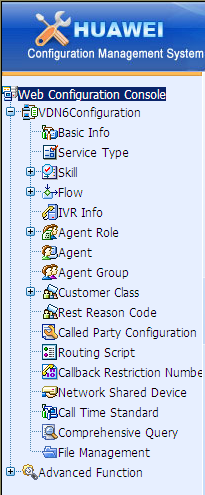 HUAWEI
Configuration Management System
Web Configuration Console
VDN6Configuration
Basic Info
Service Type
Skill
Flow
IVR Info
Agent Role
Agent
Agent Group
Customer Class
Rest Reason Code
Called Party Configuration
Routing Script
Callback Restriction Numbe
Network Shared Device
Call Time Standard
Comprehensive Query
File Management
Advanced Function